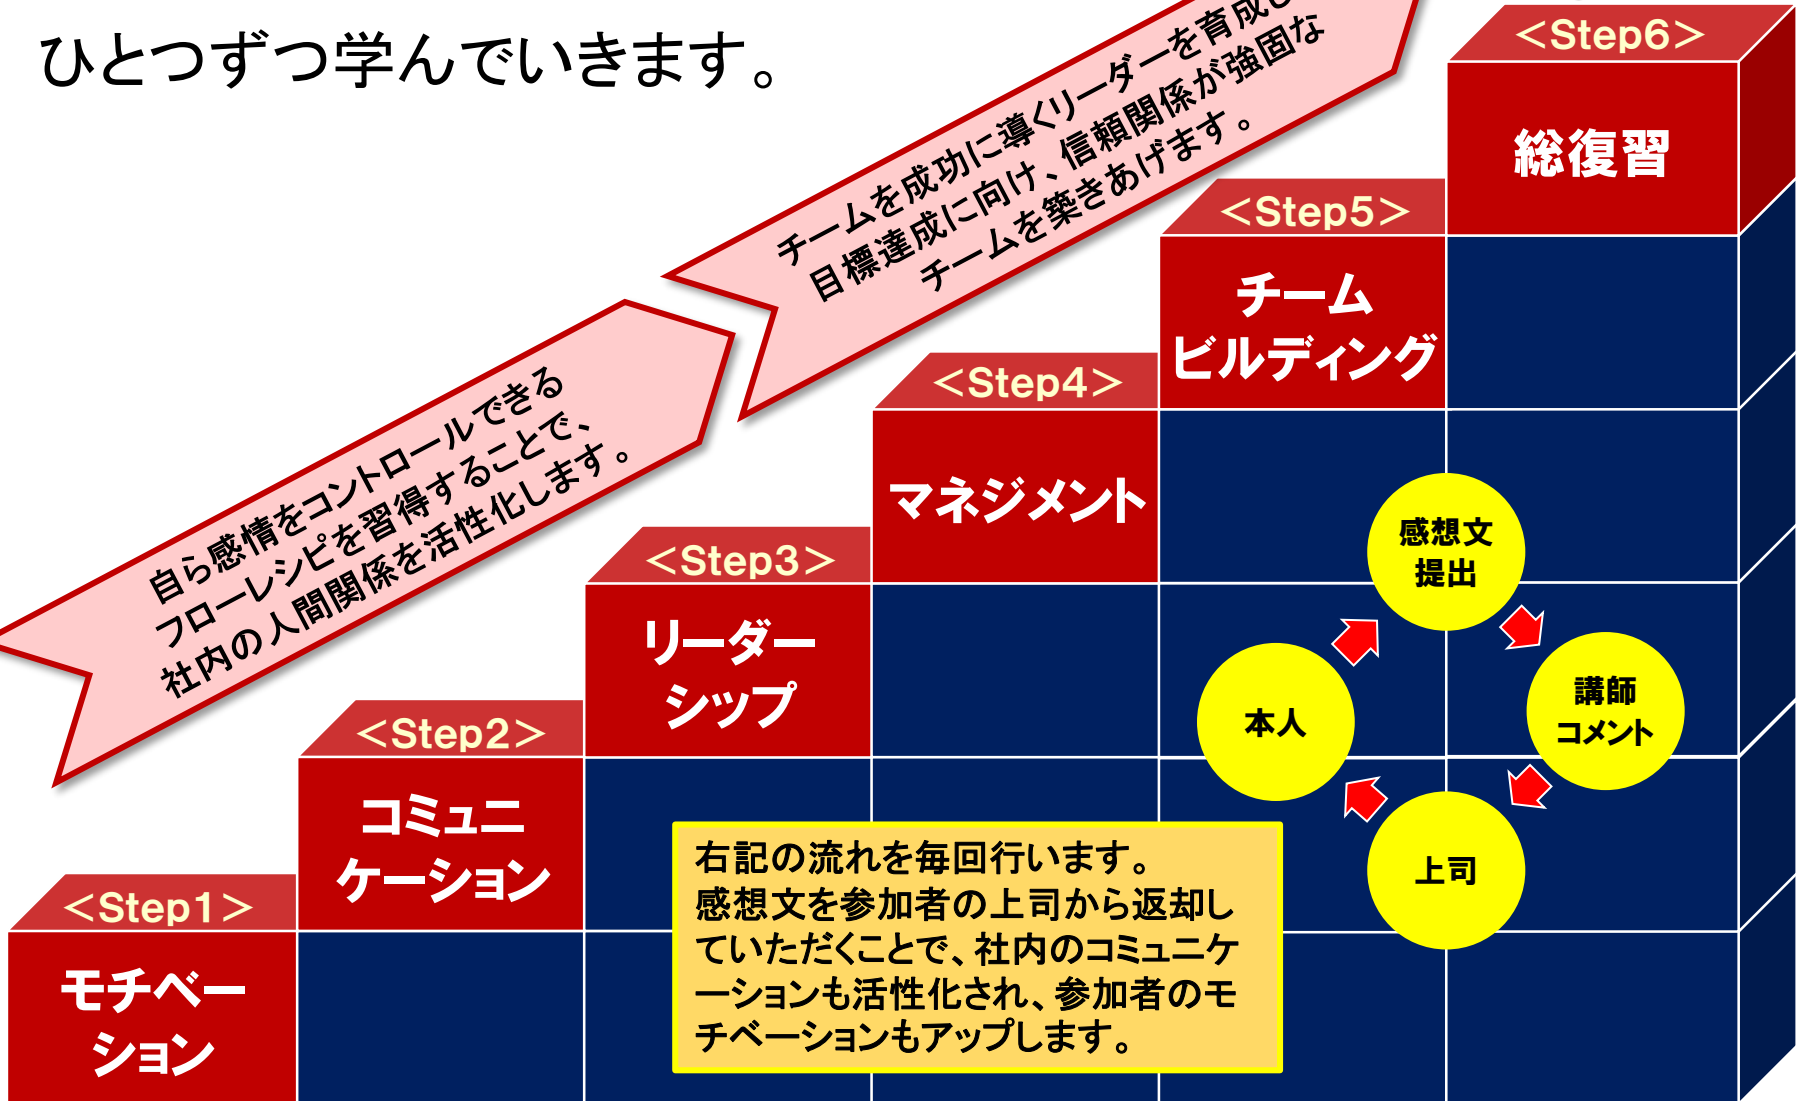 ひとつずつ学んでいきます。
チームを成功に導くリーダーを育成し
目標達成に向け、信頼関係が強固な
チームを築きあげます。
自ら感情をコントロールできる
フローレシピを習得することで、
社内の人間関係を活性化します。
＜Step6＞
総復習
＜Step5＞
チーム
ビルディング
＜Step4＞
マネジメント
＜Step3＞
リーダー
シップ
＜Step2＞
コミュニ
ケーション
＜Step1＞
モチベー
ション
感想文
提出
講師
コメント
上司
本人
右記の流れを毎回行います。
感想文を参加者の上司から返却し
ていただくことで、社内のコミュニケ
ーションも活性化され、参加者のモ
チベーションもアップします。